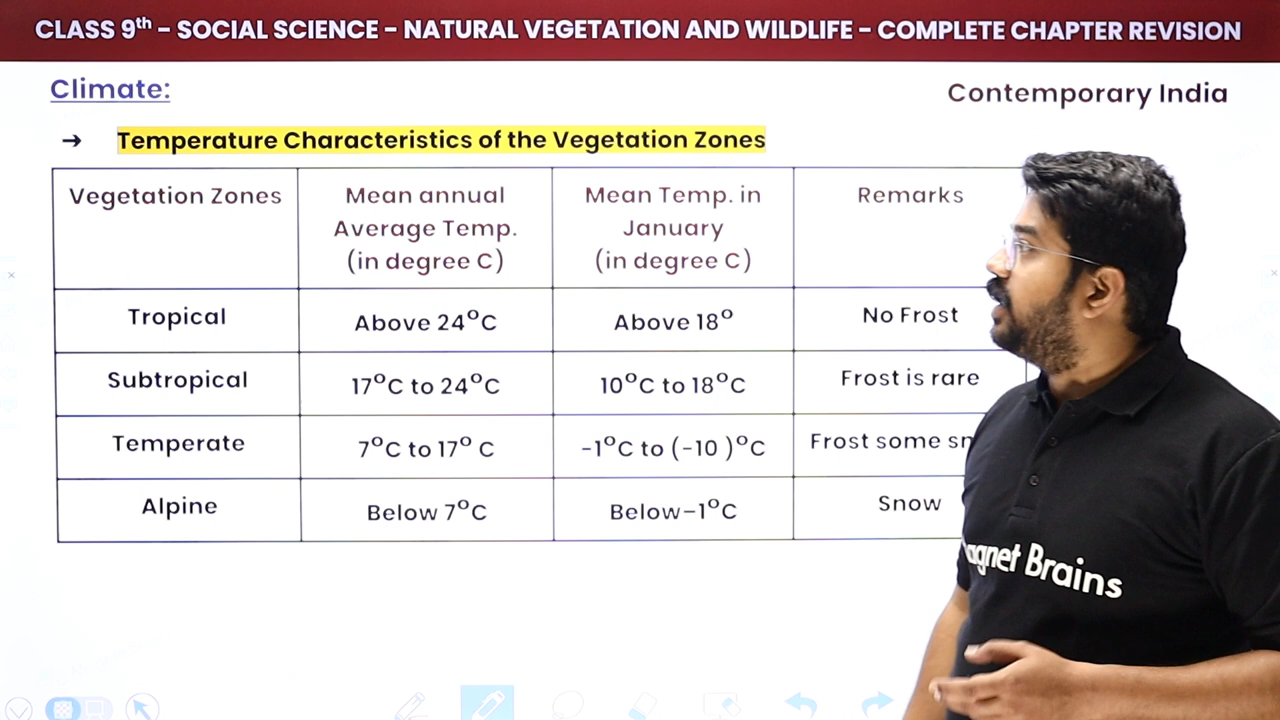 CLASS 9th – SOCIAL SCIENCE – NATURAL VEGETATION AND WILDLIFE – COMPLETE CHAPTER REVISION
Climate:
Contemporary India
→ Temperature Characteristics of the Vegetation Zones
Vegetation Zones
Mean annual
Average Temp.
(in degree C)
Mean Temp. in
January
(in degree C)
Remarks
Tropical
Above 24°C
Above 18°
No Frost
Subtropical
17°C to 24°C
10°C to 18°C
Frost is rare
Temperate
7°C to 17° C
-1°C to (-10 )°C
Frost some
Alpine
Below 7°C
Below–1°C
Snow
Brains